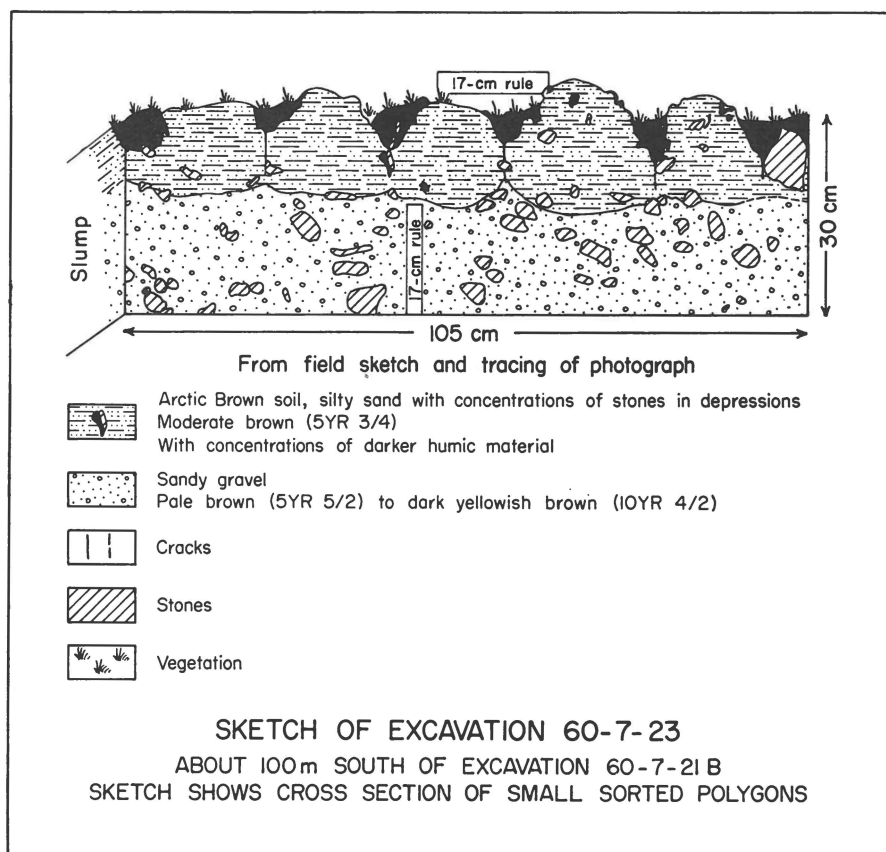 17-cm rule
Slump
17-cm rule
30 cm
105 cm
From field sketch and tracing of photograph
Arctic Brown soil, silty sand with concentrations of stones in depressions
Moderate brown (5YR 3/4)
With concentrations of darker humic material
Sandy gravel
Pale brown (5YR 5/2) to dark yellowish brown (10YR 4/2)
Cracks
Stones
Vegetation
SKETCH OF EXCAVATION 60-7-23
ABOUT 100m SOUTH OF EXCAVATION 60-7-21 B
SKETCH SHOWS CROSS SECTION OF SMALL SORTED POLYGONS